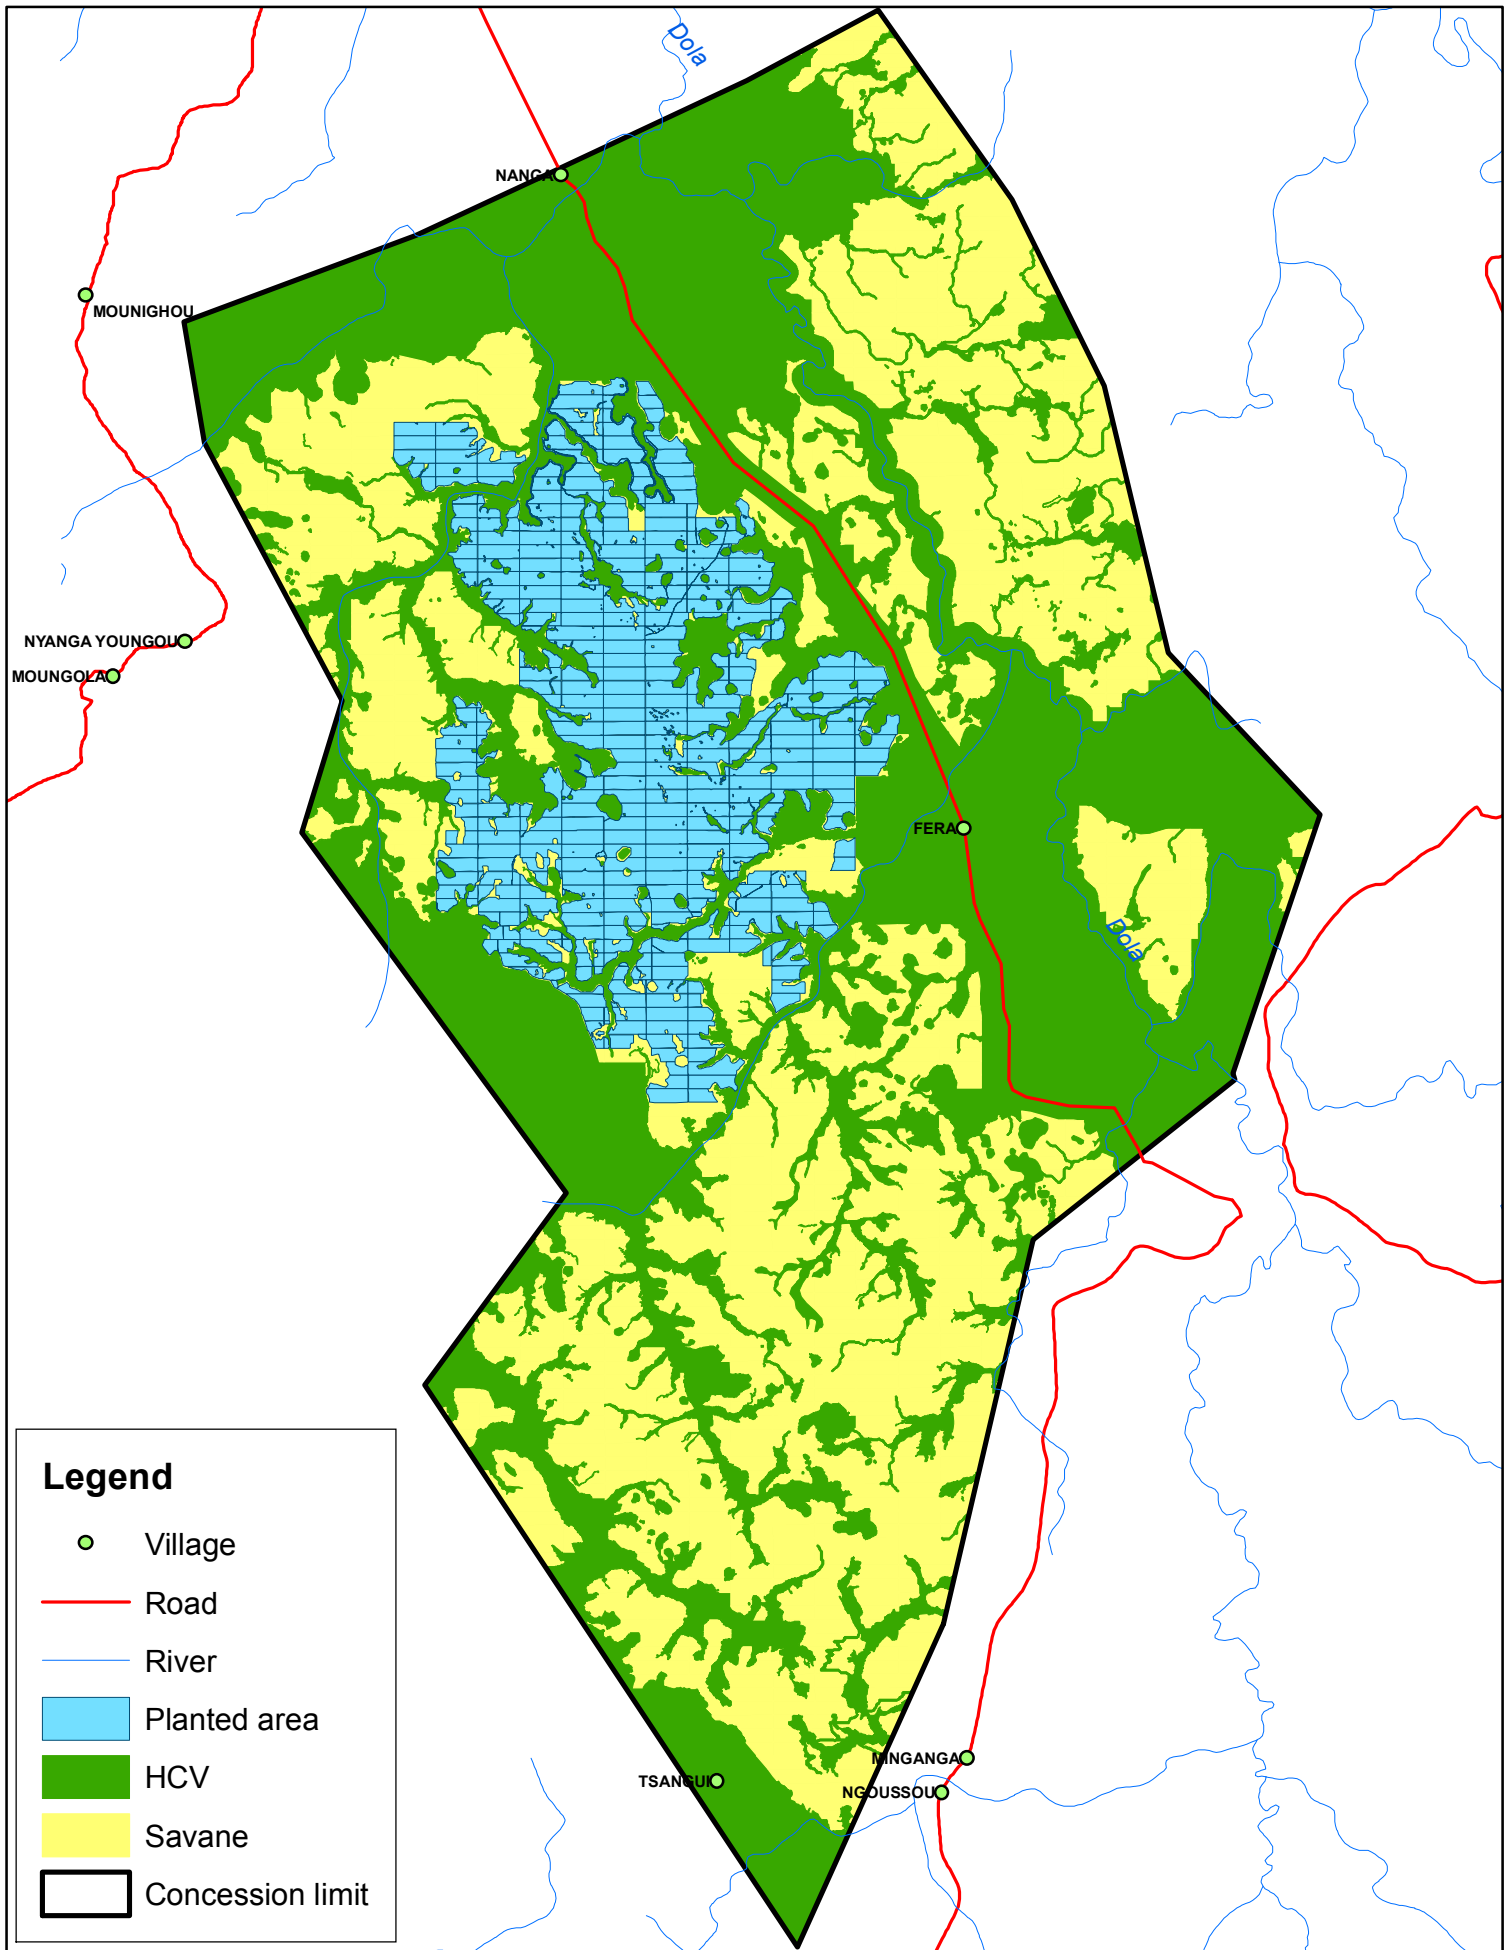 Dola
NANGA
MOUNIGHOU
NYANGA YOUNGOU
MOUNGOLA
FERA
Dola
Legend
Village
Road
River
Planted area
HCV
Savane
Concession limit
MINGANGA
TSANGUI
NGOUSSOU